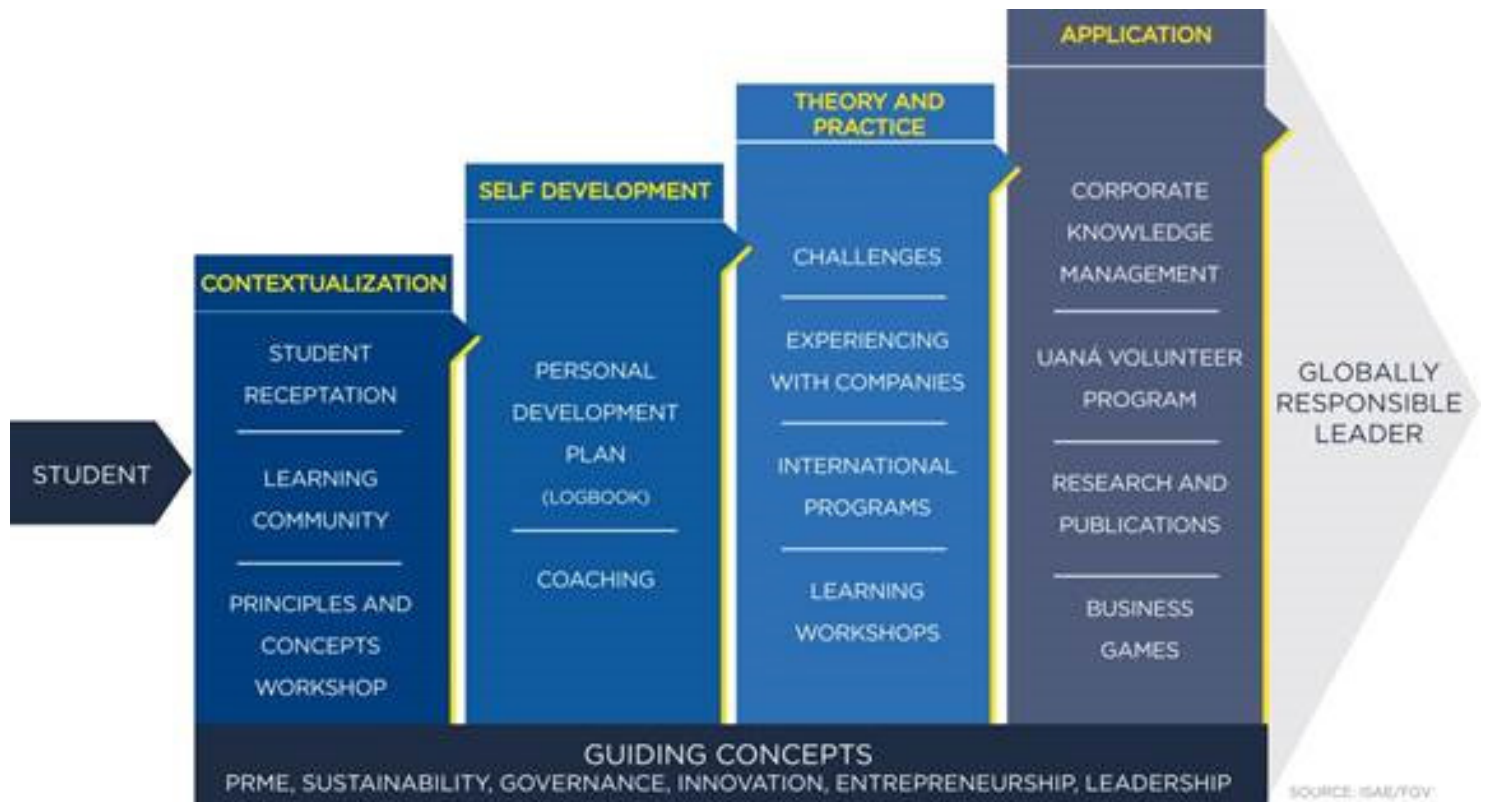 STUDENT
CONTEXTUALIZATION
STUDENT
RECEPTATION
LEARNING
COMMUNITY
PRINCIPLES AND
CONCEPTS
WORKSHOP
SELF DEVELOPMENT
PERSONAL
DEVELOPMENT
PLAN
(LOGBOOK)
COACHING
THEORY AND
PRACTICE
CHALLENGES
EXPERIENCING
WITH COMPANIES
INTERNATIONAL
PROGRAMS
LEARNING
WORKSHOPS
APPLICATION
CORPORATE
KNOWLEDGE
MANAGEMENT
UANÁ VOLUNTEER
PROGRAM
RESEARCH AND
PUBLICATIONS
BUSINESS
GAMES
GLOBALLY
RESPONSIBLE
LEADER
GUIDING CONCEPTS
PRME, SUSTAINABILITY, GOVERNANCE, INNOVATION, ENTREPRENEURSHIP, LEADERSHIP
SOURCE: ISAE/FGV